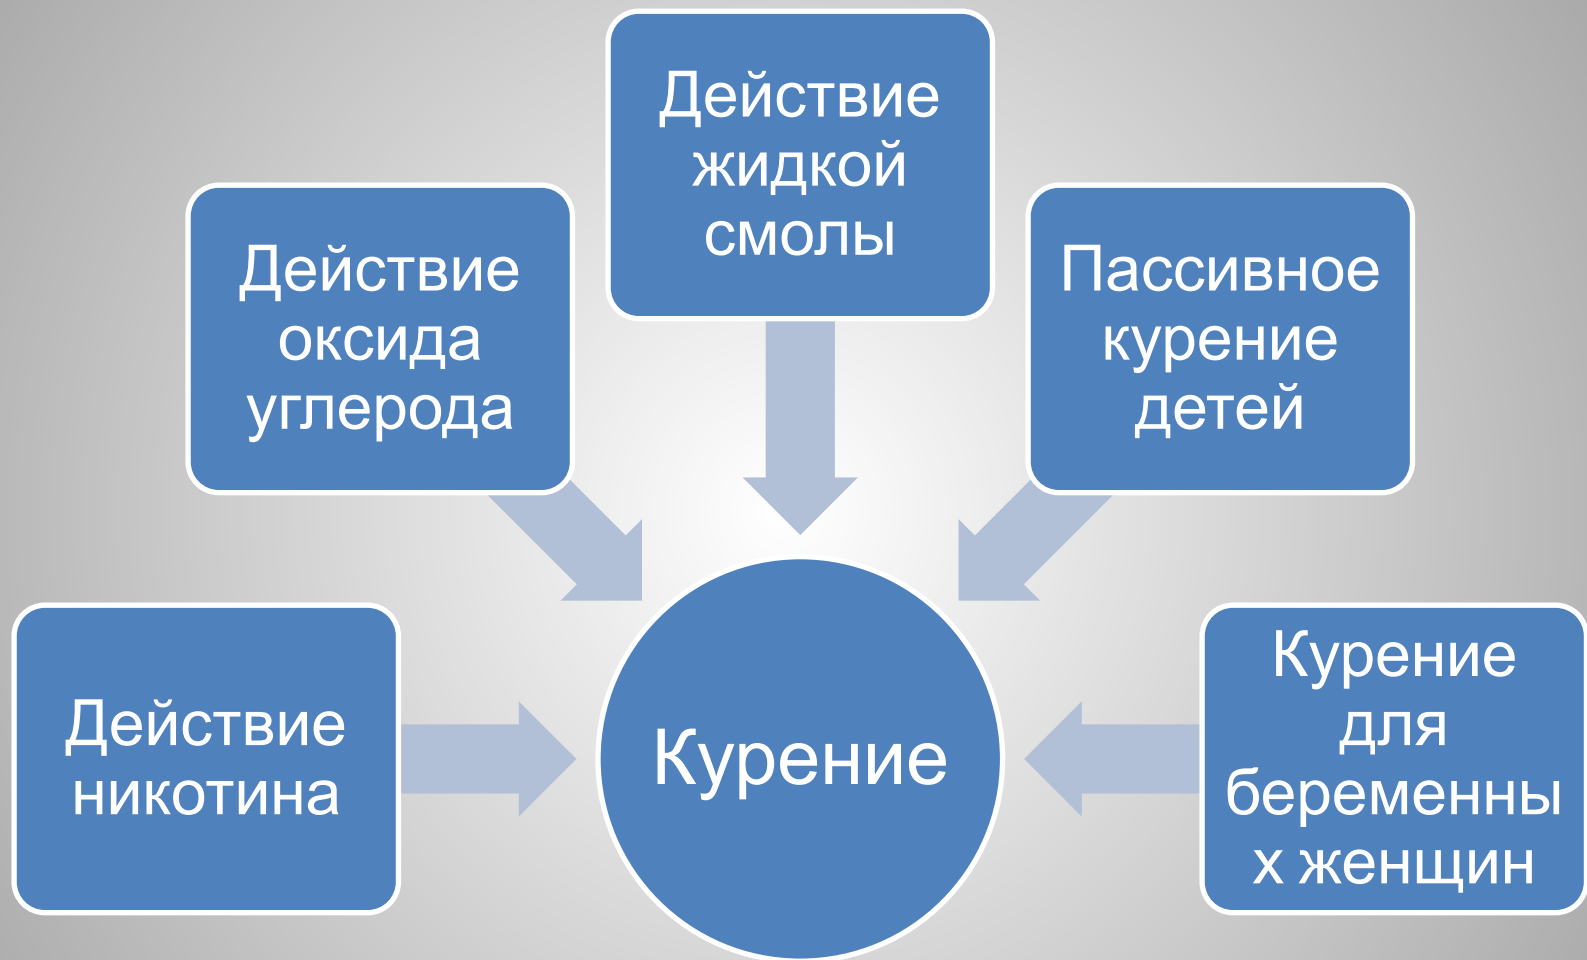 Действие
жидкой
смолы
Действие
оксида
углерода
Пассивное
курение
детей
Действие
никотина
Курение
Курение
для
беременны
х женщин